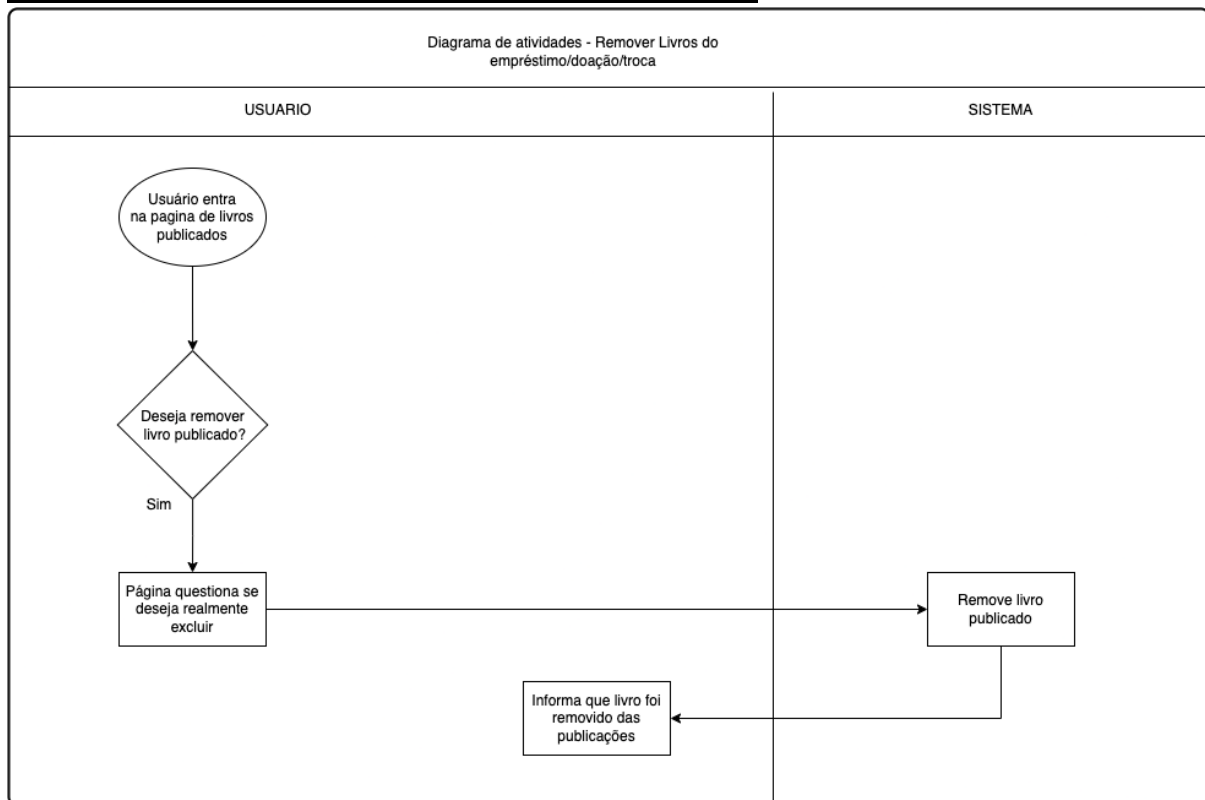 Diagrama de atividades - Remover Livros do
empréstimo/doação/troca
USUARIO
SISTEMA
Usuário entra
na pagina de livros
publicados
Deseja remover
livro publicado?
Sim
Página questiona se
deseja realmente
excluir
Remove livro
publicado
Informa que livro foi
removido das
publicações